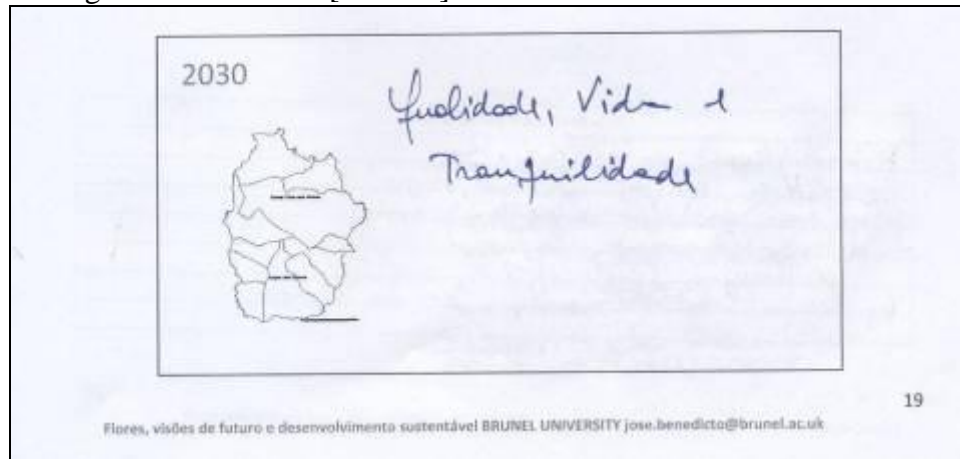 2030
Qualidade, Vida e
Tranquilidade
19
Flores, visões de futuro e desenvolvimento sustentável BRUNEL UNIVERSITY jose.benedicto@brunel.ac.uk